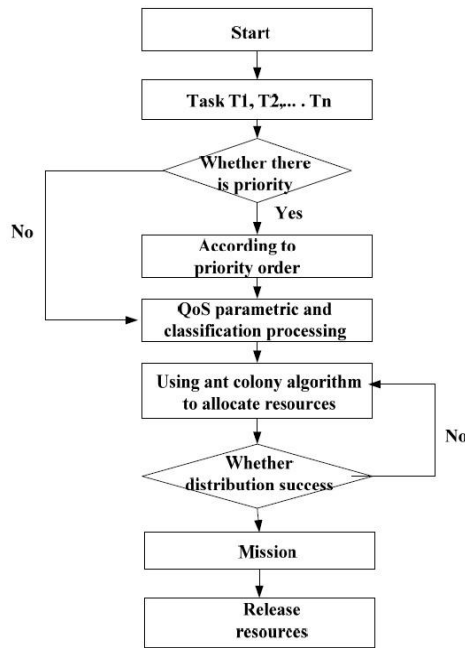 Start
Task T1, T2,... . Tn
Whether there
is priority
No
Yes
According to
priority order
QoS parametric and
classification processing
Using ant colony algorithm
to allocate resources
No
Whether
distribution success
Mission
Release
resources